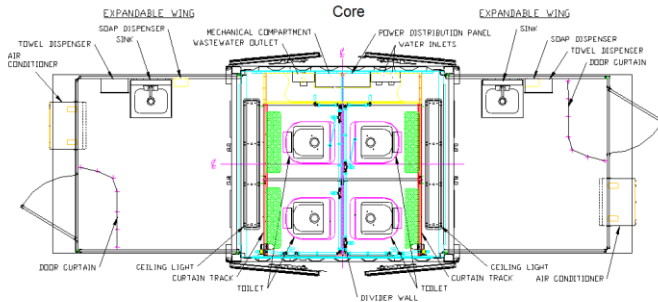 Core
EXPANDABLE WING
SOAP DISPENSER
SINK
TOWEL DISPENSER
AIR
CONDITIONER
MECHANICAL COMPARTMENT
WASTEWATER OUTLET
POWER DISTRIBUTION PANEL
WATER INLETS
EXPANDABLE WING
SINK
SOAP DISPENSER
TOWEL DISPENSER
DOOR CURTAIN
DOOR CURTAIN
CEILING LIGHT
CURTAIN TRACK
TOILET
DIVIDER WALL
TOILET
CEILING LIGHT
CURTAIN TRACK
AIR CONDITIONER